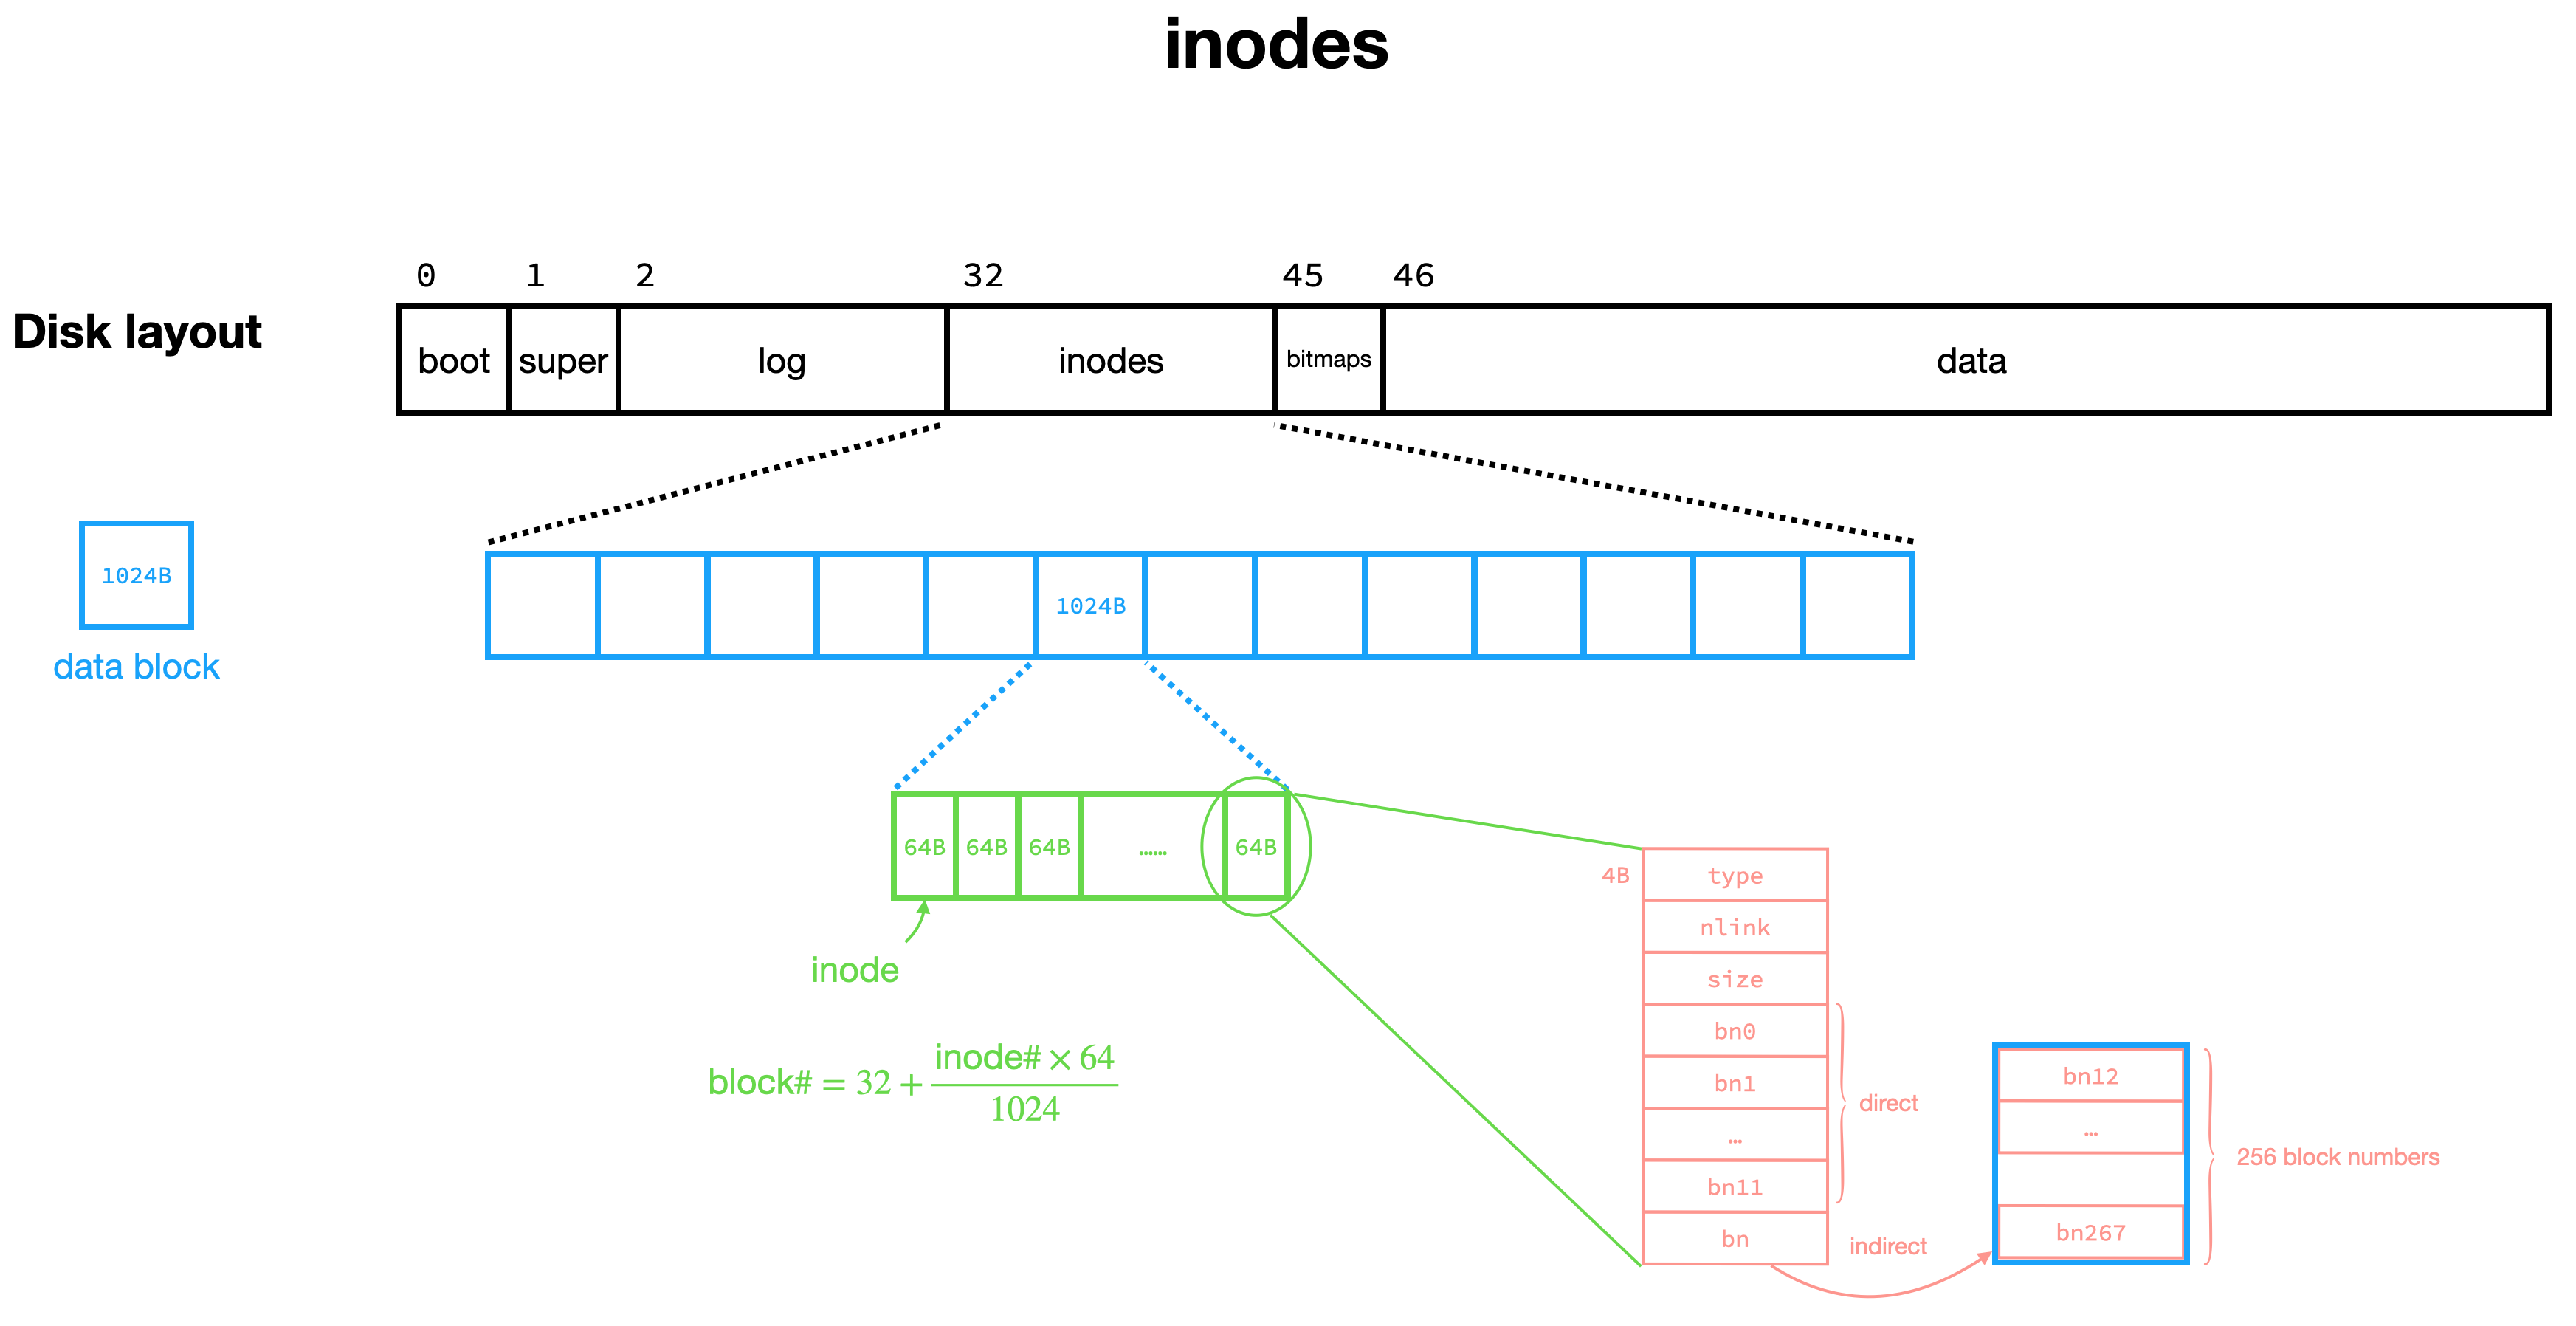 inodes
0 1 2 32 45 46
Disk layout
boot super log inodes bitmaps data
1024B
data block
1024B
64B 64B 64B …… 64B
inode
block# = 32 + inode# × 64 / 1024
4B type
nlink
size
bn0
bn1
…
bn11
bn
direct
indirect
bn12
…
bn267
256 block numbers